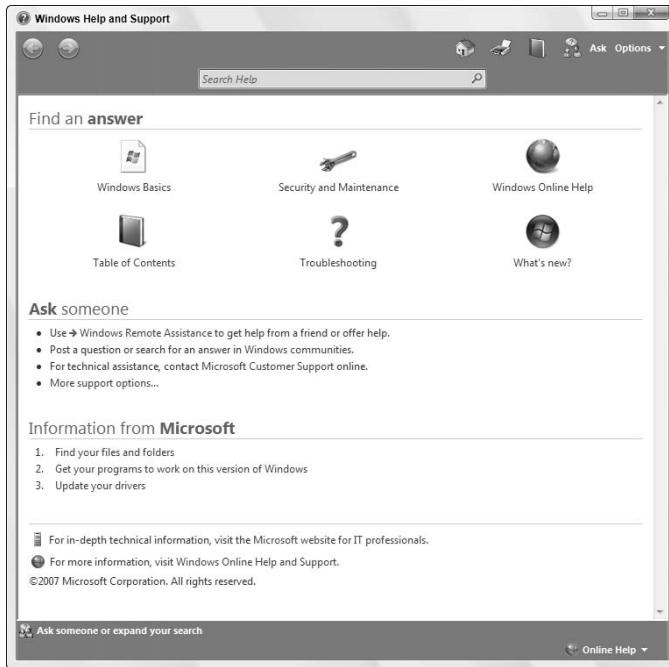 Windows Help and Support
Ask Options
Search Help
Find an answer
Windows Basics
Security and Maintenance
Windows Online Help
Table of Contents
Troubleshooting
What's new?
Ask someone
• Use → Windows Remote Assistance to get help from a friend or offer help.
• Post a question or search for an answer in Windows communities.
• For technical assistance, contact Microsoft Customer Support online.
• More support options...
Information from Microsoft
1. Find your files and folders
2. Get your programs to work on this version of Windows
3. Update your drivers
For in-depth technical information, visit the Microsoft website for IT professionals.
For more information, visit Windows Online Help and Support.
©2007 Microsoft Corporation. All rights reserved.
Ask someone or expand your search
Online Help